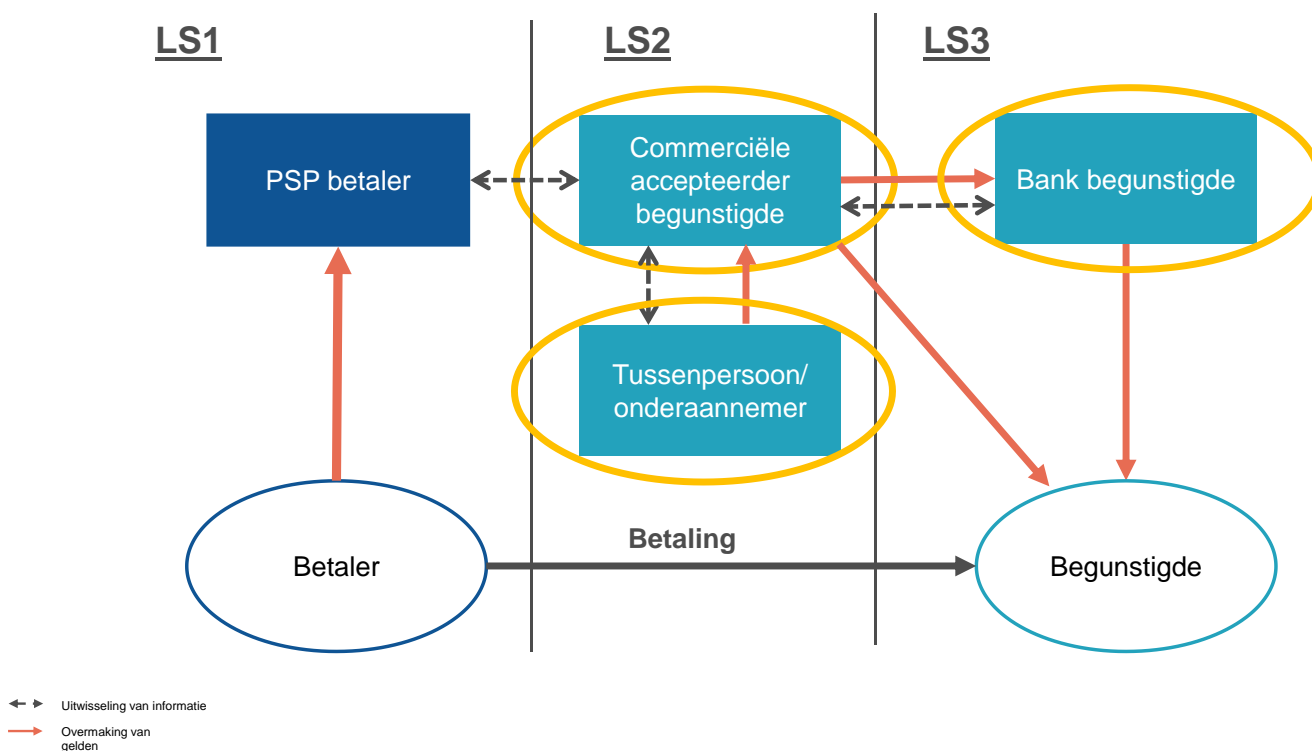 LS1
LS2
LS3
PSP betaler
Commerciële
accepteerder
begunstigde
Bank begunstigde
Tussenpersoon/
onderaannemer
Betaling
Betaler
Begunstigde
Uitwisseling van informatie
Overmaking van
gelden